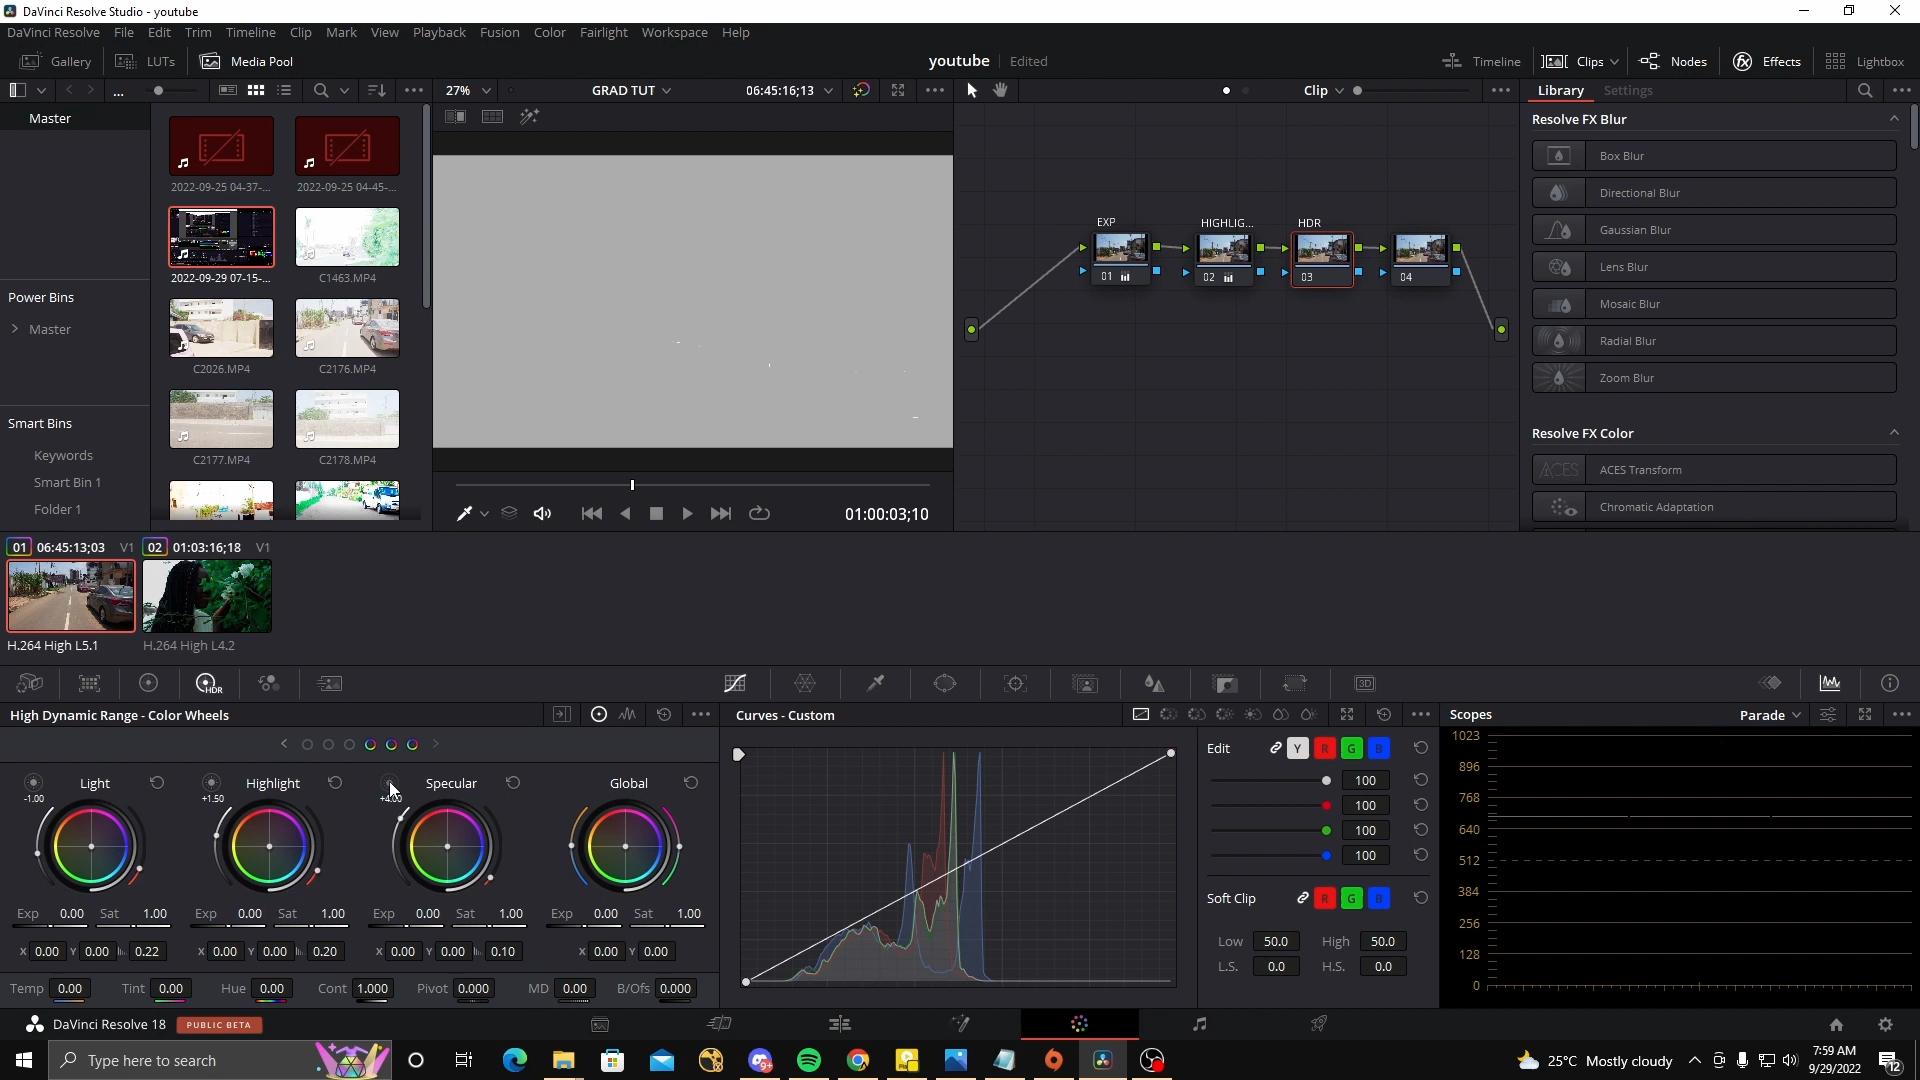 DaVinci Resolve Studio - youtube
DaVinci Resolve File Edit Trim Timeline Clip Mark View Playback Fusion Color Fairlight Workspace Help
Gallery LUTs Media Pool youtube Edited Timeline Clips Nodes Effects Lightbox
... 27% GRAD TUT 06:45:16;13 Clip Library Settings
Master
Power Bins
Master
Smart Bins
Keywords
Smart Bin 1
Folder 1
2022-09-25 04-37-... 2022-09-25 04-45-...
2022-09-29 07-15-... C1463.MP4
C2026.MP4 C2176.MP4
C2177.MP4 C2178.MP4
01:00:03;10
EXP HIGHLIG... HDR
01 02 03 04
Resolve FX Blur
Box Blur
Directional Blur
Gaussian Blur
Lens Blur
Mosaic Blur
Radial Blur
Zoom Blur
Resolve FX Color
ACES ACES Transform
Chromatic Adaptation
01 06:45:13;03 V1 02 01:03:16;18 V1
H.264 High L5.1 H.264 High L4.2
HDR 3D
High Dynamic Range - Color Wheels
Light Highlight Specular Global
-1.00 +1.50 +4.00
Exp 0.00 Sat 1.00 Exp 0.00 Sat 1.00 Exp 0.00 Sat 1.00 Exp 0.00 Sat 1.00
X 0.00 Y 0.00 0.22 X 0.00 Y 0.00 0.20 X 0.00 Y 0.00 0.10 X 0.00 Y 0.00
Temp 0.00 Tint 0.00 Hue 0.00 Cont 1.000 Pivot 0.000 MD 0.00 B/Ofs 0.000
Curves - Custom
Edit Y R G B
100
100
100
100
Soft Clip R G B
Low 50.0 High 50.0
L.S. 0.0 H.S. 0.0
Scopes Parade
1023
896
768
640
512
384
256
128
0
DaVinci Resolve 18 PUBLIC BETA
Type here to search 25°C Mostly cloudy 7:59 AM
9/29/2022
12